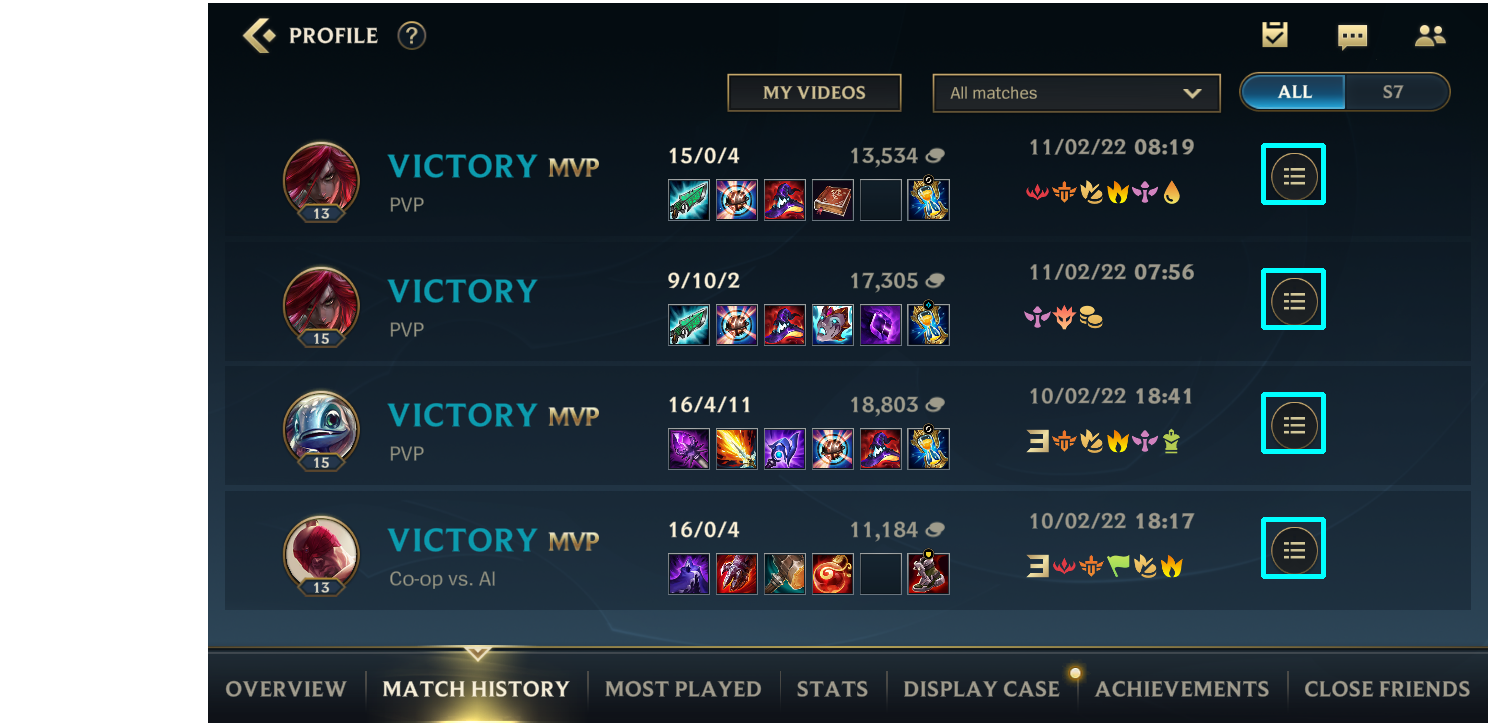 PROFILE ?
MY VIDEOS
All matches
ALL
S7
13
VICTORY MVP
PVP
15/0/4
13,534
11/02/22 08:19
15
VICTORY
PVP
9/10/2
17,305
11/02/22 07:56
15
VICTORY MVP
PVP
16/4/11
18,803
10/02/22 18:41
13
VICTORY MVP
Co-op vs. AI
16/0/4
11,184
10/02/22 18:17
OVERVIEW
MATCH HISTORY
MOST PLAYED
STATS
DISPLAY CASE
ACHIEVEMENTS
CLOSE FRIENDS